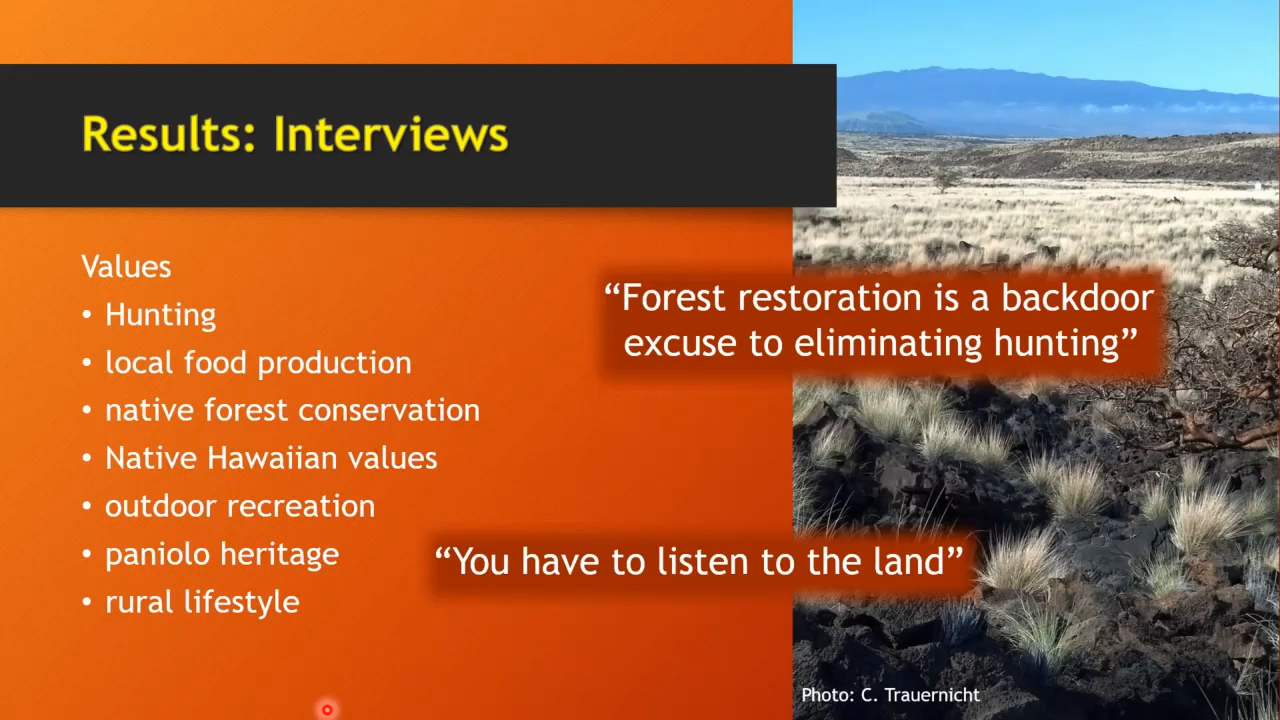 Results: Interviews
Values
• Hunting
• local food production
• native forest conservation
• Native Hawaiian values
• outdoor recreation
• paniolo heritage
• rural lifestyle
“Forest restoration is a backdoor
excuse to eliminating hunting”
“You have to listen to the land”
Photo: C. Trauernicht